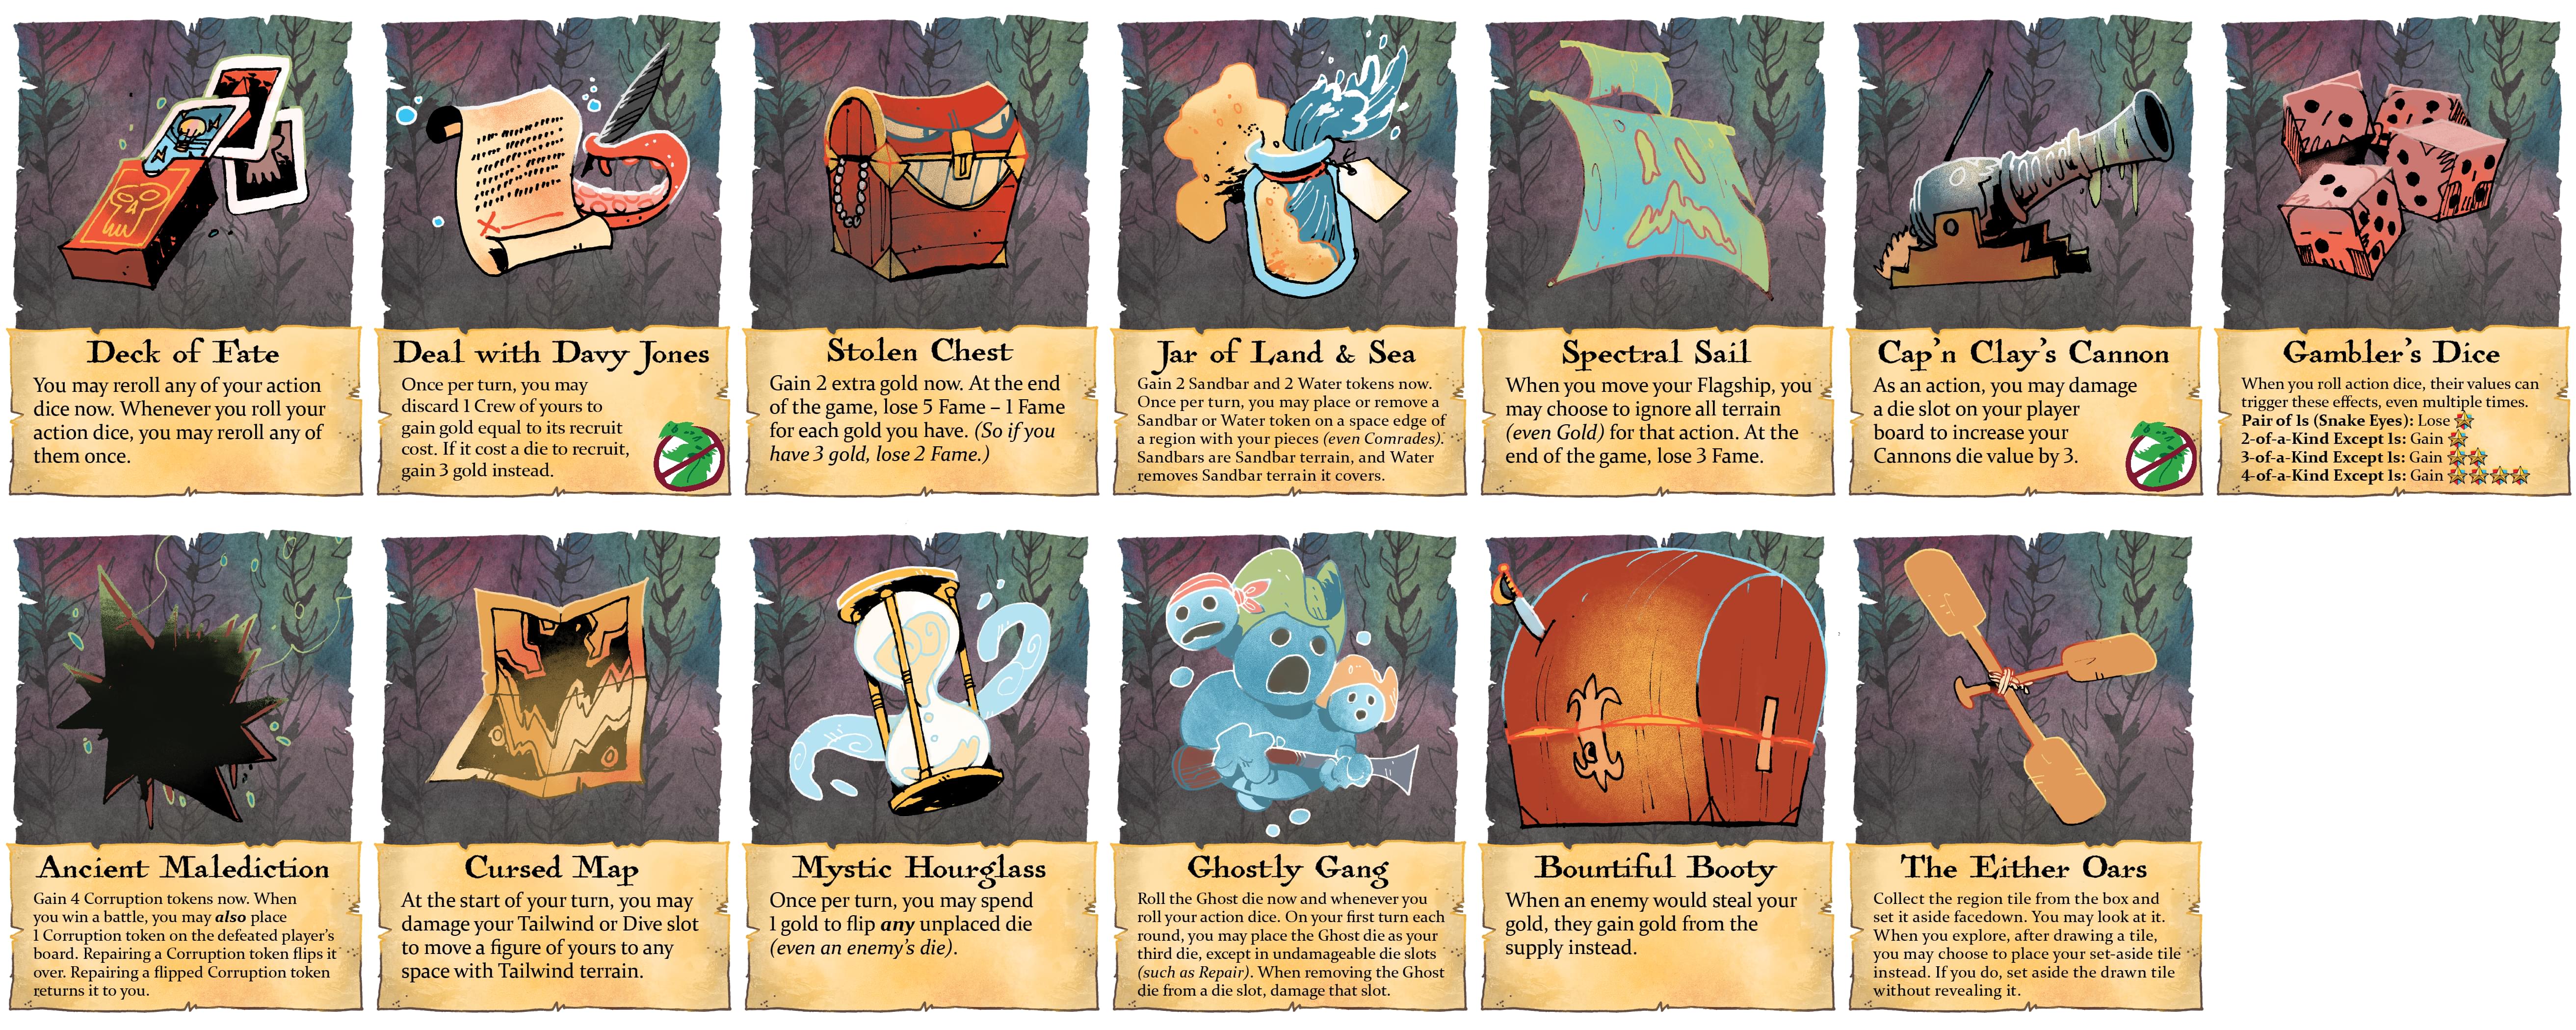 Deck of Fate
You may reroll any of your action
dice now. Whenever you roll your
action dice, you may reroll any of
them once.
Deal with Davy Jones
Once per turn, you may
discard 1 Crew of yours to
gain gold equal to its recruit
cost. If it cost a die to recruit,
gain 3 gold instead.
Stolen Chest
Gain 2 extra gold now. At the end
of the game, lose 5 Fame – 1 Fame
for each gold you have. (So if you
have 3 gold, lose 2 Fame.)
Jar of Land & Sea
Gain 2 Sandbar and 2 Water tokens now.
Once per turn, you may place or remove a
Sandbar or Water token on a space edge of
a region with your pieces (even Comrades).
Sandbars are Sandbar terrain, and Water
removes Sandbar terrain it covers.
Spectral Sail
When you move your Flagship, you
may choose to ignore all terrain
(even Gold) for that action. At the
end of the game, lose 3 Fame.
Cap'n Clay's Cannon
As an action, you may damage
a die slot on your player
board to increase your
Cannons die value by 3.
Gambler's Dice
When you roll action dice, their values can
trigger these effects, even multiple times.
Pair of 1s (Snake Eyes): Lose
2-of-a-Kind Except 1s: Gain
3-of-a-Kind Except 1s: Gain
4-of-a-Kind Except 1s: Gain
Ancient Malediction
Gain 4 Corruption tokens now. When
you win a battle, you may also place
1 Corruption token on the defeated player's
board. Repairing a Corruption token flips it
over. Repairing a flipped Corruption token
returns it to you.
Cursed Map
At the start of your turn, you may
damage your Tailwind or Dive slot
to move a figure of yours to any
space with Tailwind terrain.
Mystic Hourglass
Once per turn, you may spend
1 gold to flip any unplaced die
(even an enemy's die).
Ghostly Gang
Roll the Ghost die now and whenever you
roll your action dice. On your first turn each
round, you may place the Ghost die as your
third die, except in undamageable die slots
(such as Repair). When removing the Ghost
die from a die slot, damage that slot.
Bountiful Booty
When an enemy would steal your
gold, they gain gold from the
supply instead.
The Either Oars
Collect the region tile from the box and
set it aside facedown. You may look at it.
When you explore, after drawing a tile,
you may choose to place your set-aside tile
instead. If you do, set aside the drawn tile
without revealing it.